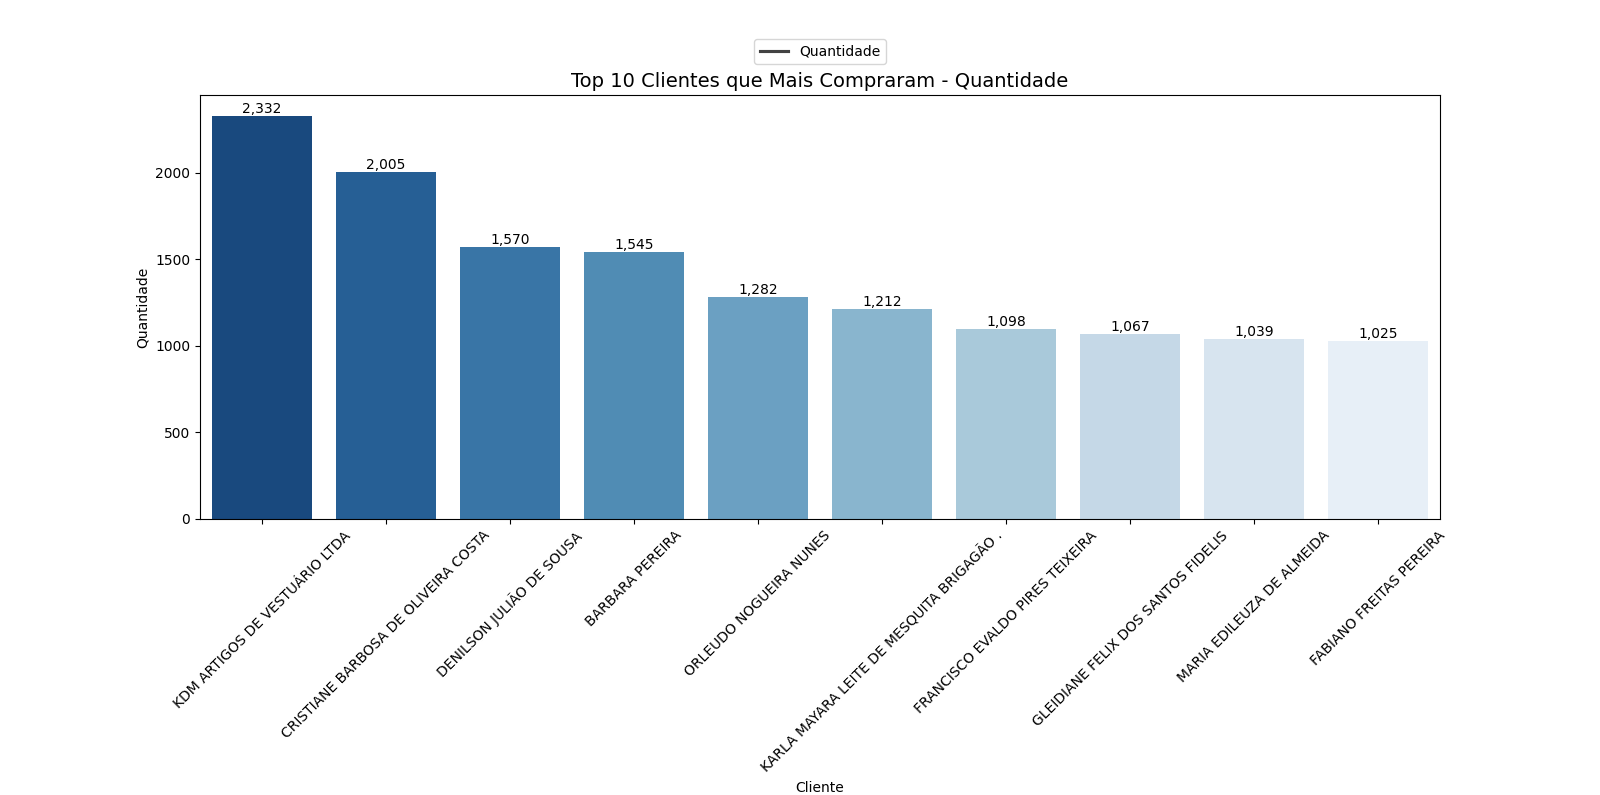 Quantidade
Top 10 Clientes que Mais Compraram - Quantidade
2,332
2,005
1,570
1,545
1,282
1,212
1,098
1,067
1,039
1,025
Quantidade
2000
1500
1000
500
0
KDM ARTIGOS DE VESTUÁRIO LTDA
CRISTIANE BARBOSA DE OLIVEIRA COSTA
DENILSON JULIÃO DE SOUSA
BARBARA PEREIRA
ORLEUDO NOGUEIRA NUNES
KARLA MAYARA LEITE DE MESQUITA BRIGAGÃO .
FRANCISCO EVALDO PIRES TEIXEIRA
GLEIDIANE FELIX DOS SANTOS FIDELIS
MARIA EDILEUZA DE ALMEIDA
FABIANO FREITAS PEREIRA
Cliente